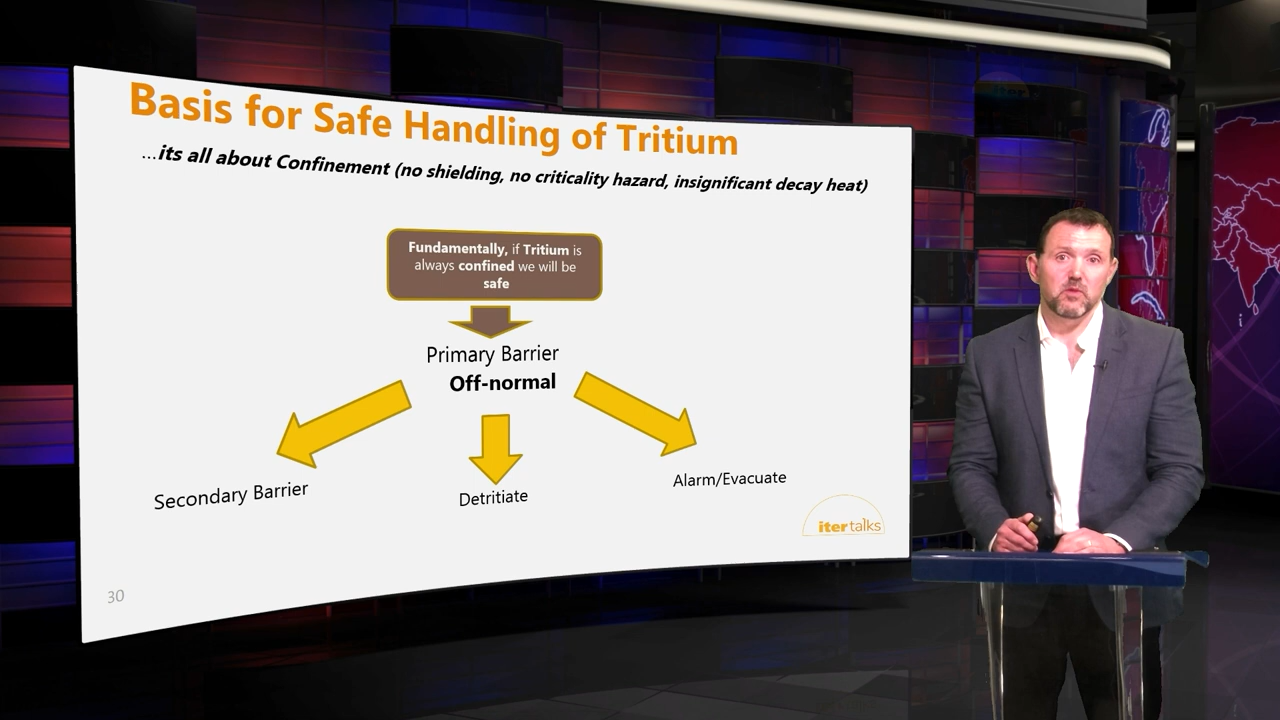 Basis for Safe Handling of Tritium
...its all about Confinement (no shielding, no criticality hazard, insignificant decay heat)
Fundamentally, if Tritium is
always confined we will be
safe
Primary Barrier
Off-normal
Secondary Barrier
Detritiate
Alarm/Evacuate
iter talks
30